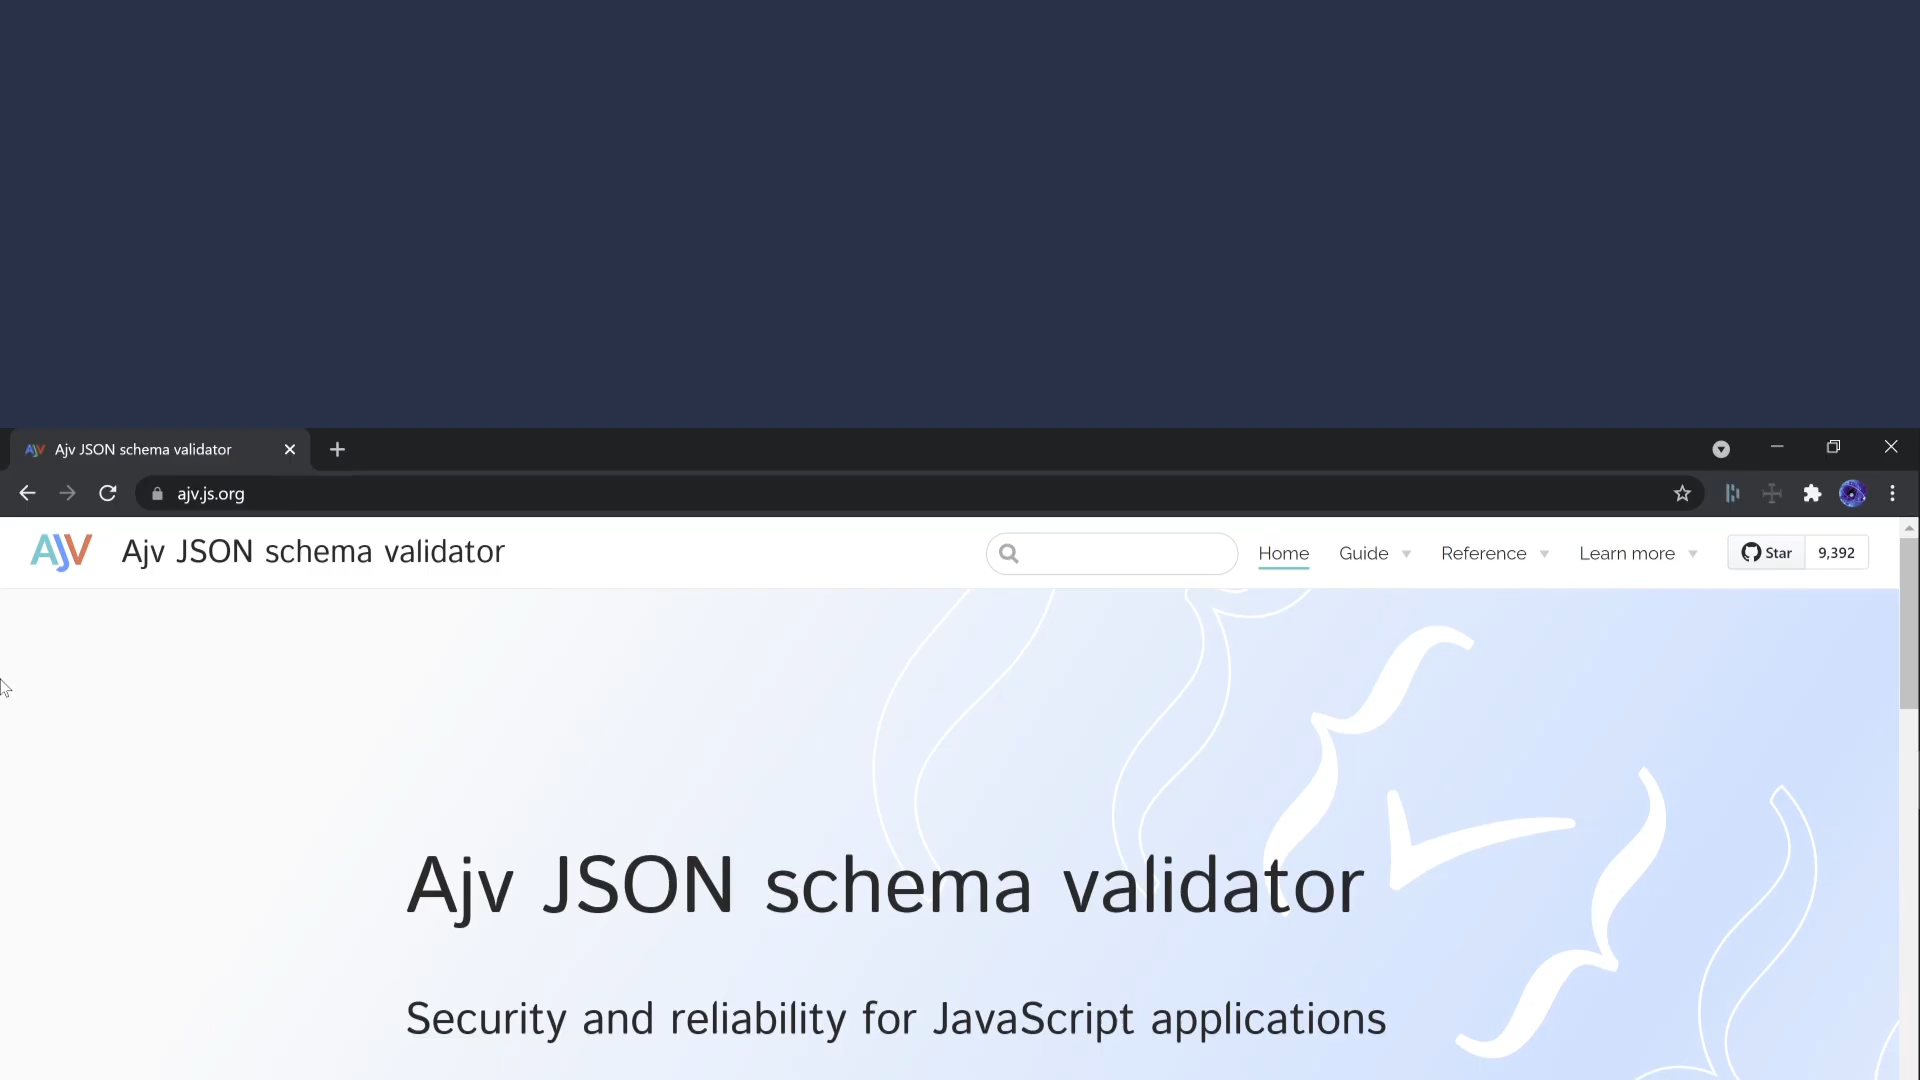 Ajv JSON schema validator
ajv.js.org
AJV Ajv JSON schema validator Home Guide Reference Learn more Star 9,392
Ajv JSON schema validator
Security and reliability for JavaScript applications